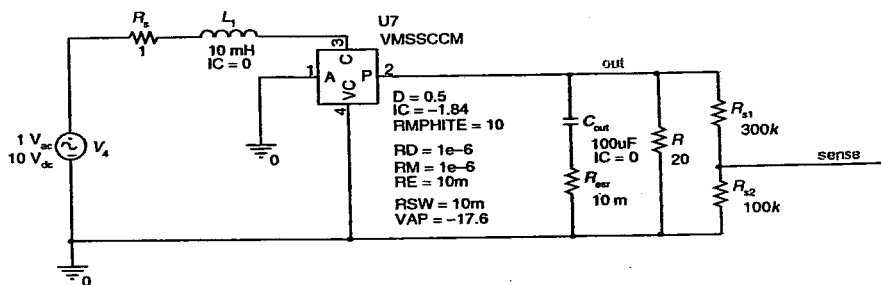 R_s
1
L_1
10 mH
IC = 0
U7
VMSSCCM
3
C
1
A
P
2
VC
4
0
out
D = 0.5
IC = −1.84
RMPHITE = 10
RD = 1e−6
RM = 1e−6
RE = 10m
RSW = 10m
VAP = −17.6
C_out
100uF
IC = 0
R_esr
10 m
R
20
R_s1
300k
sense
R_s2
100k
1 V_ac
10 V_dc
V_4
0